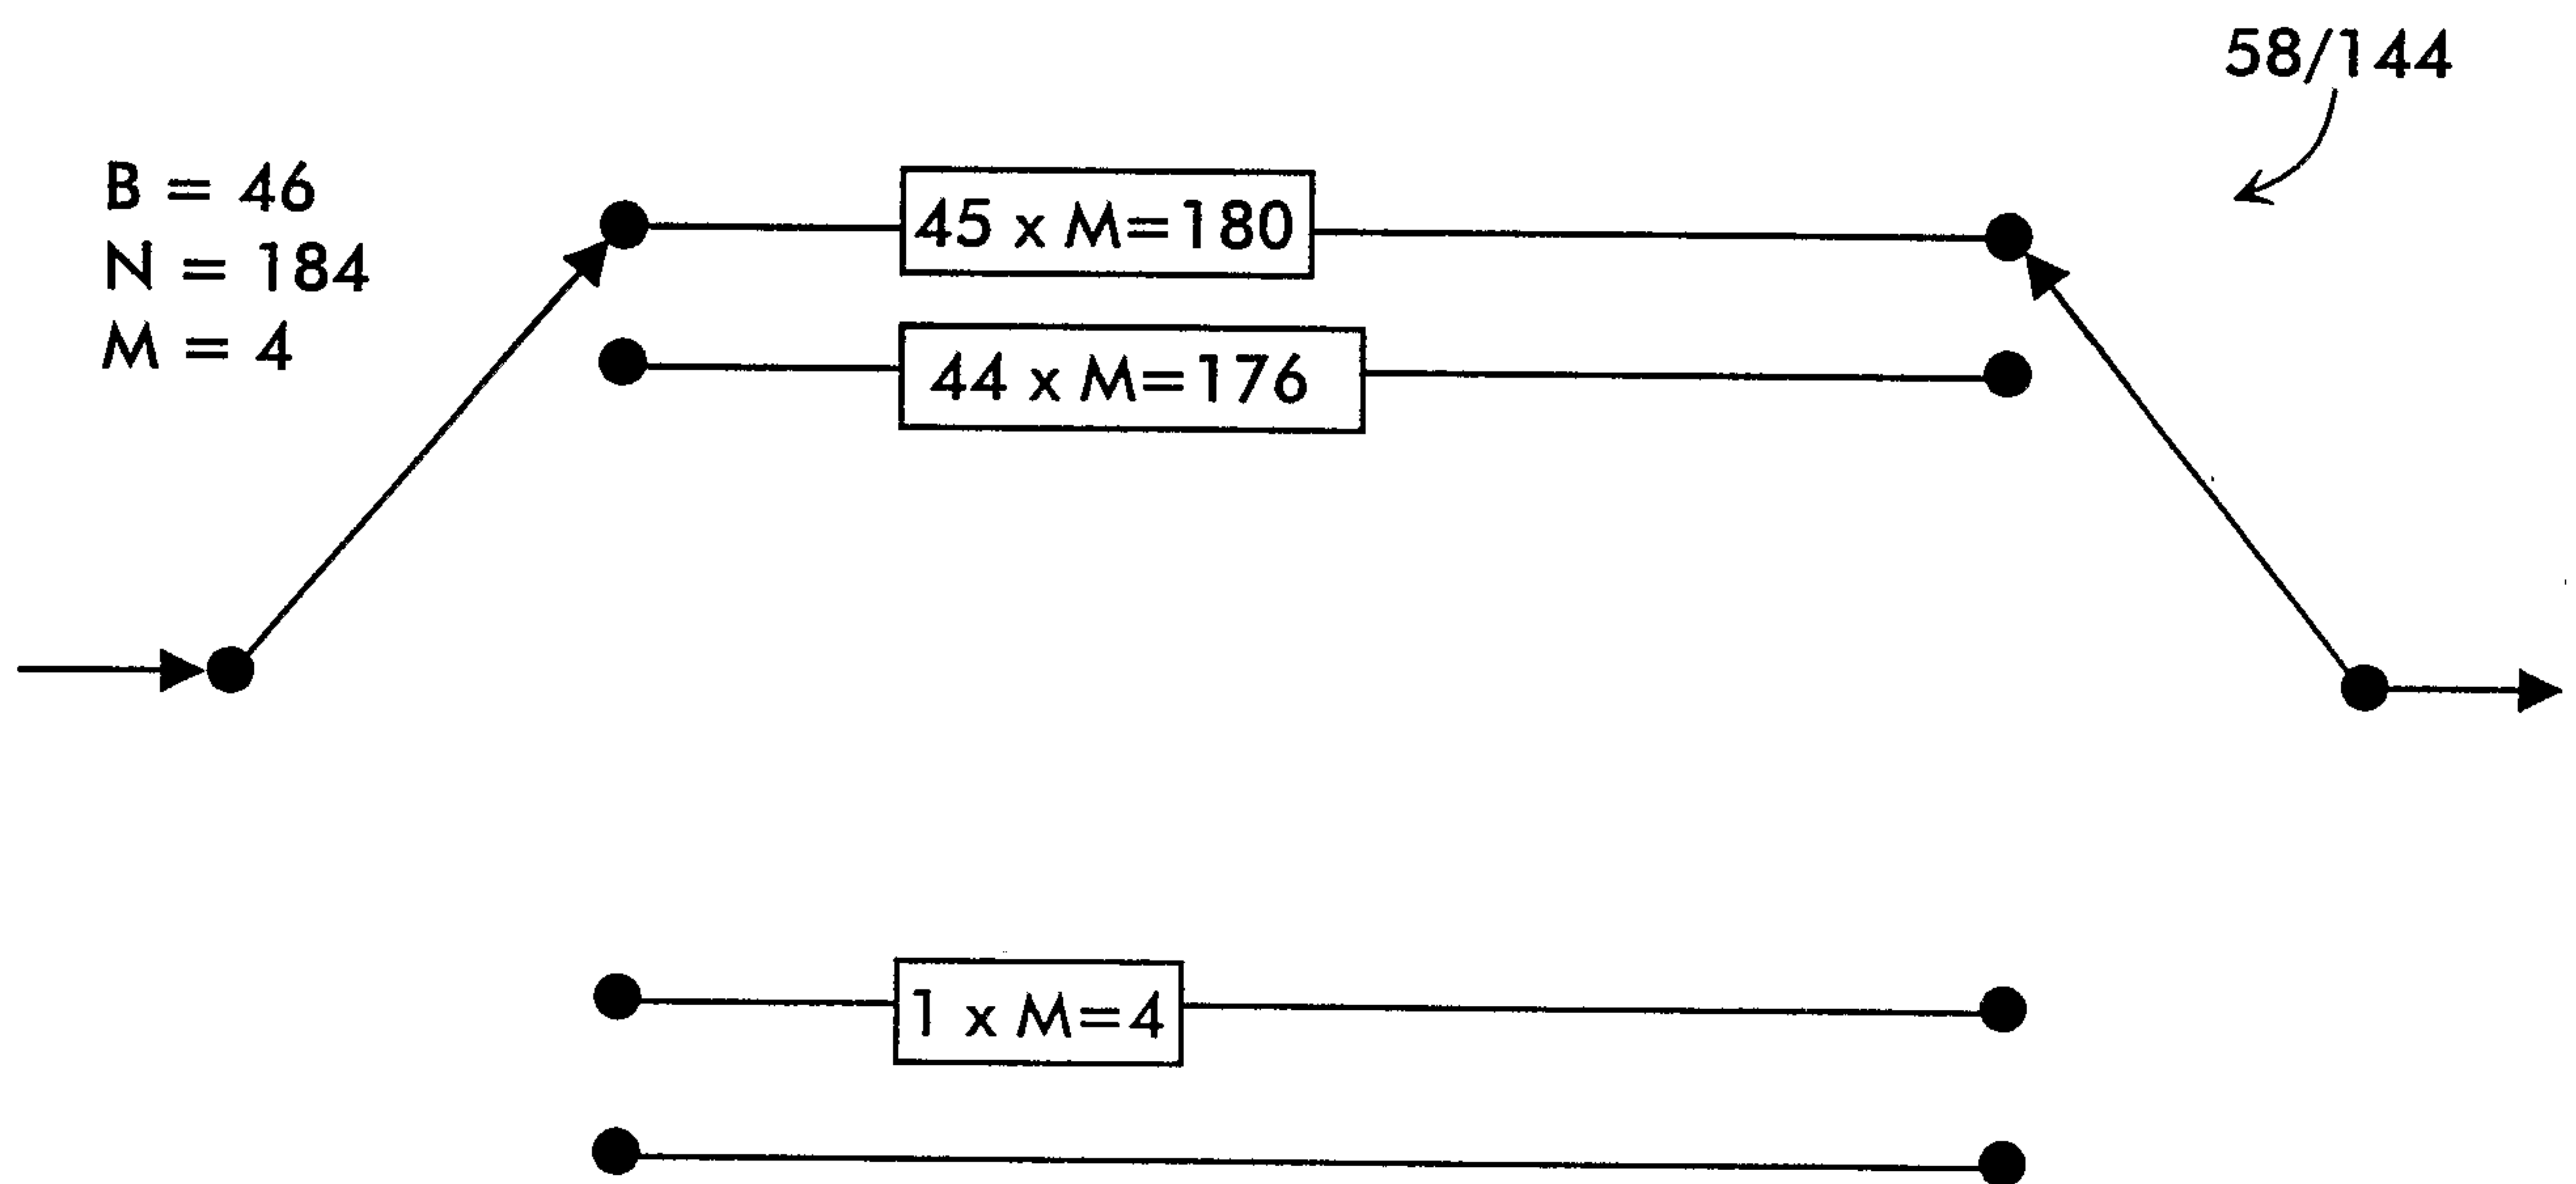 58/144
B = 46
N = 184
M = 4
45 x M=180
44 x M=176
1 x M=4